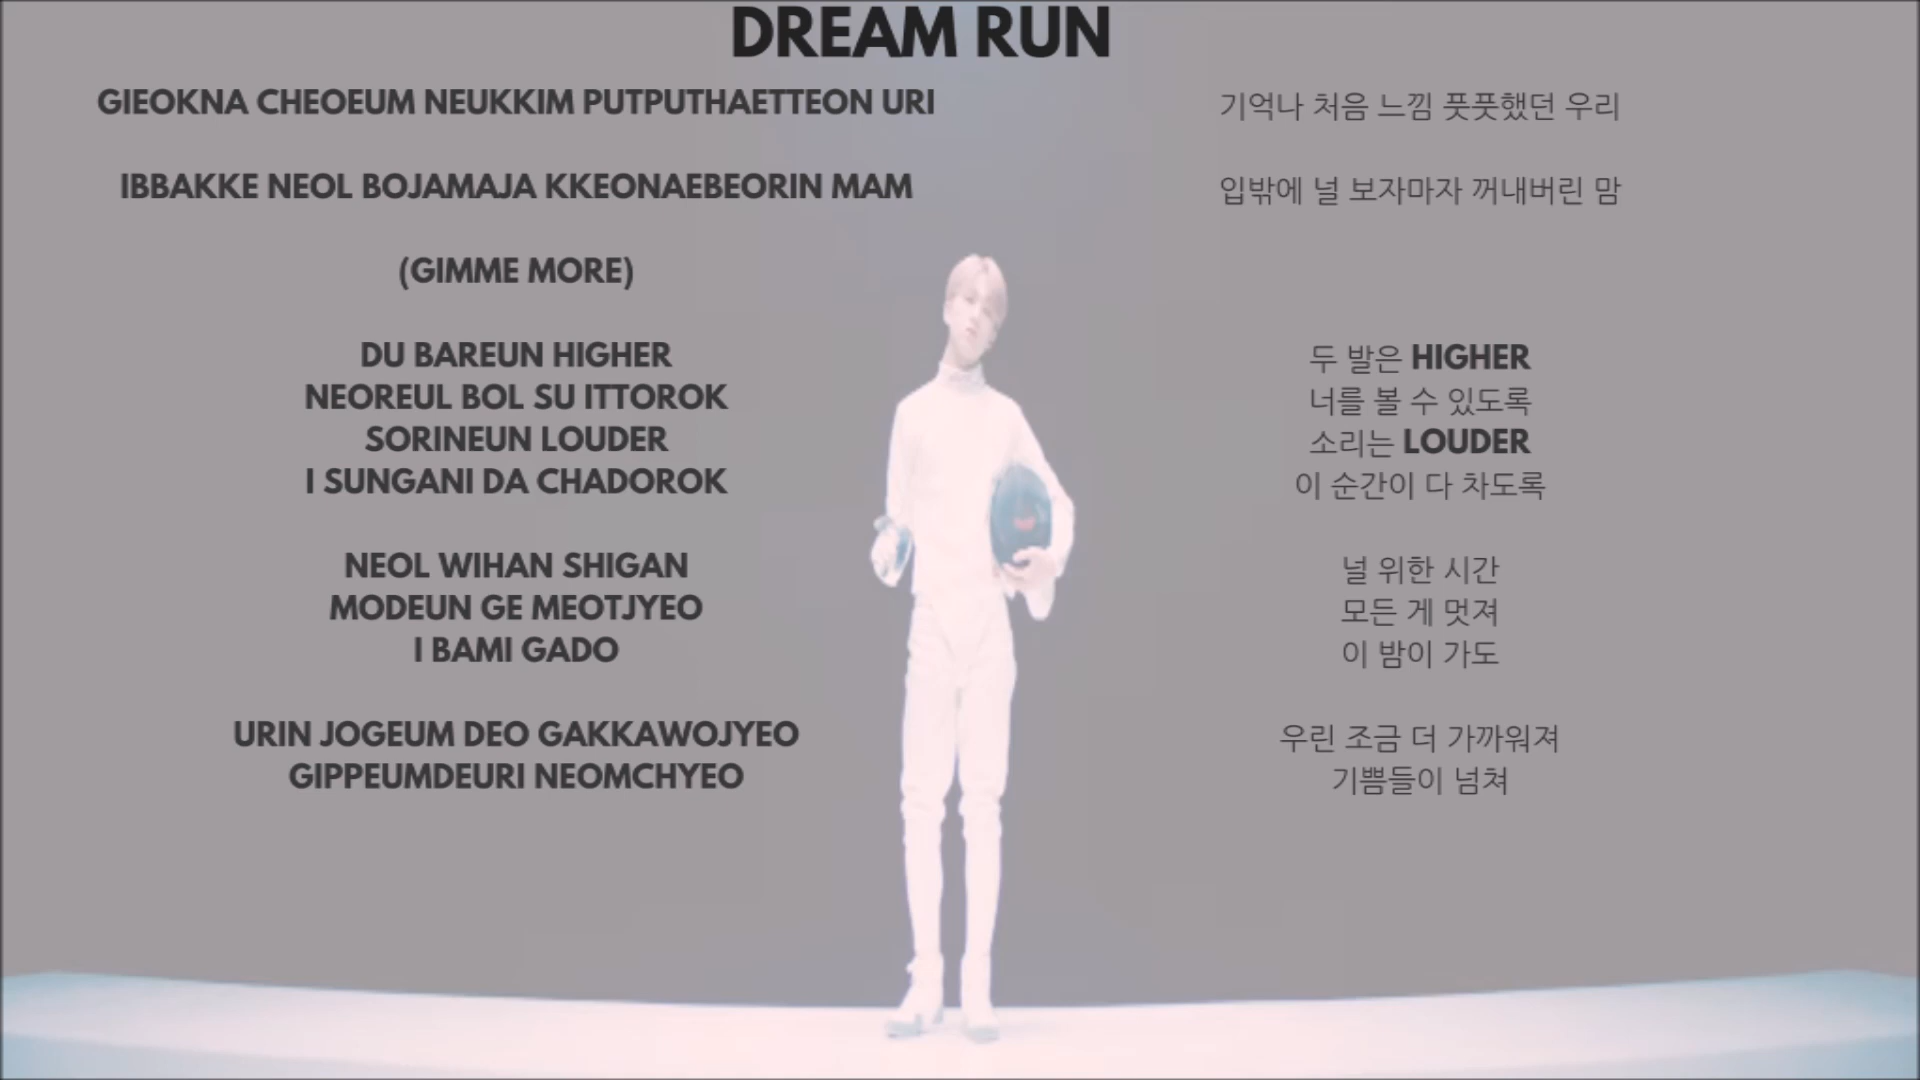 DREAM RUN
GIEOKNA CHEOEUM NEUKKIM PUTPUTHAETTEON URI
IBBAKKE NEOL BOJAMAJA KKEONAEBEORIN MAM
(GIMME MORE)
DU BAREUN HIGHER
NEOREUL BOL SU ITTOROK
SORINEUN LOUDER
I SUNGANI DA CHADOROK
NEOL WIHAN SHIGAN
MODEUN GE MEOTJYEO
I BAMI GADO
URIN JOGEUM DEO GAKKAWOJYEO
GIPPEUMDEURI NEOMCHYEO
기억나 처음 느낌 풋풋했던 우리
입밖에 널 보자마자 꺼내버린 맘
두 발은 HIGHER
너를 볼 수 있도록
소리는 LOUDER
이 순간이 다 차도록
널 위한 시간
모든 게 멋져
이 밤이 가도
우린 조금 더 가까워져
기쁨들이 넘쳐